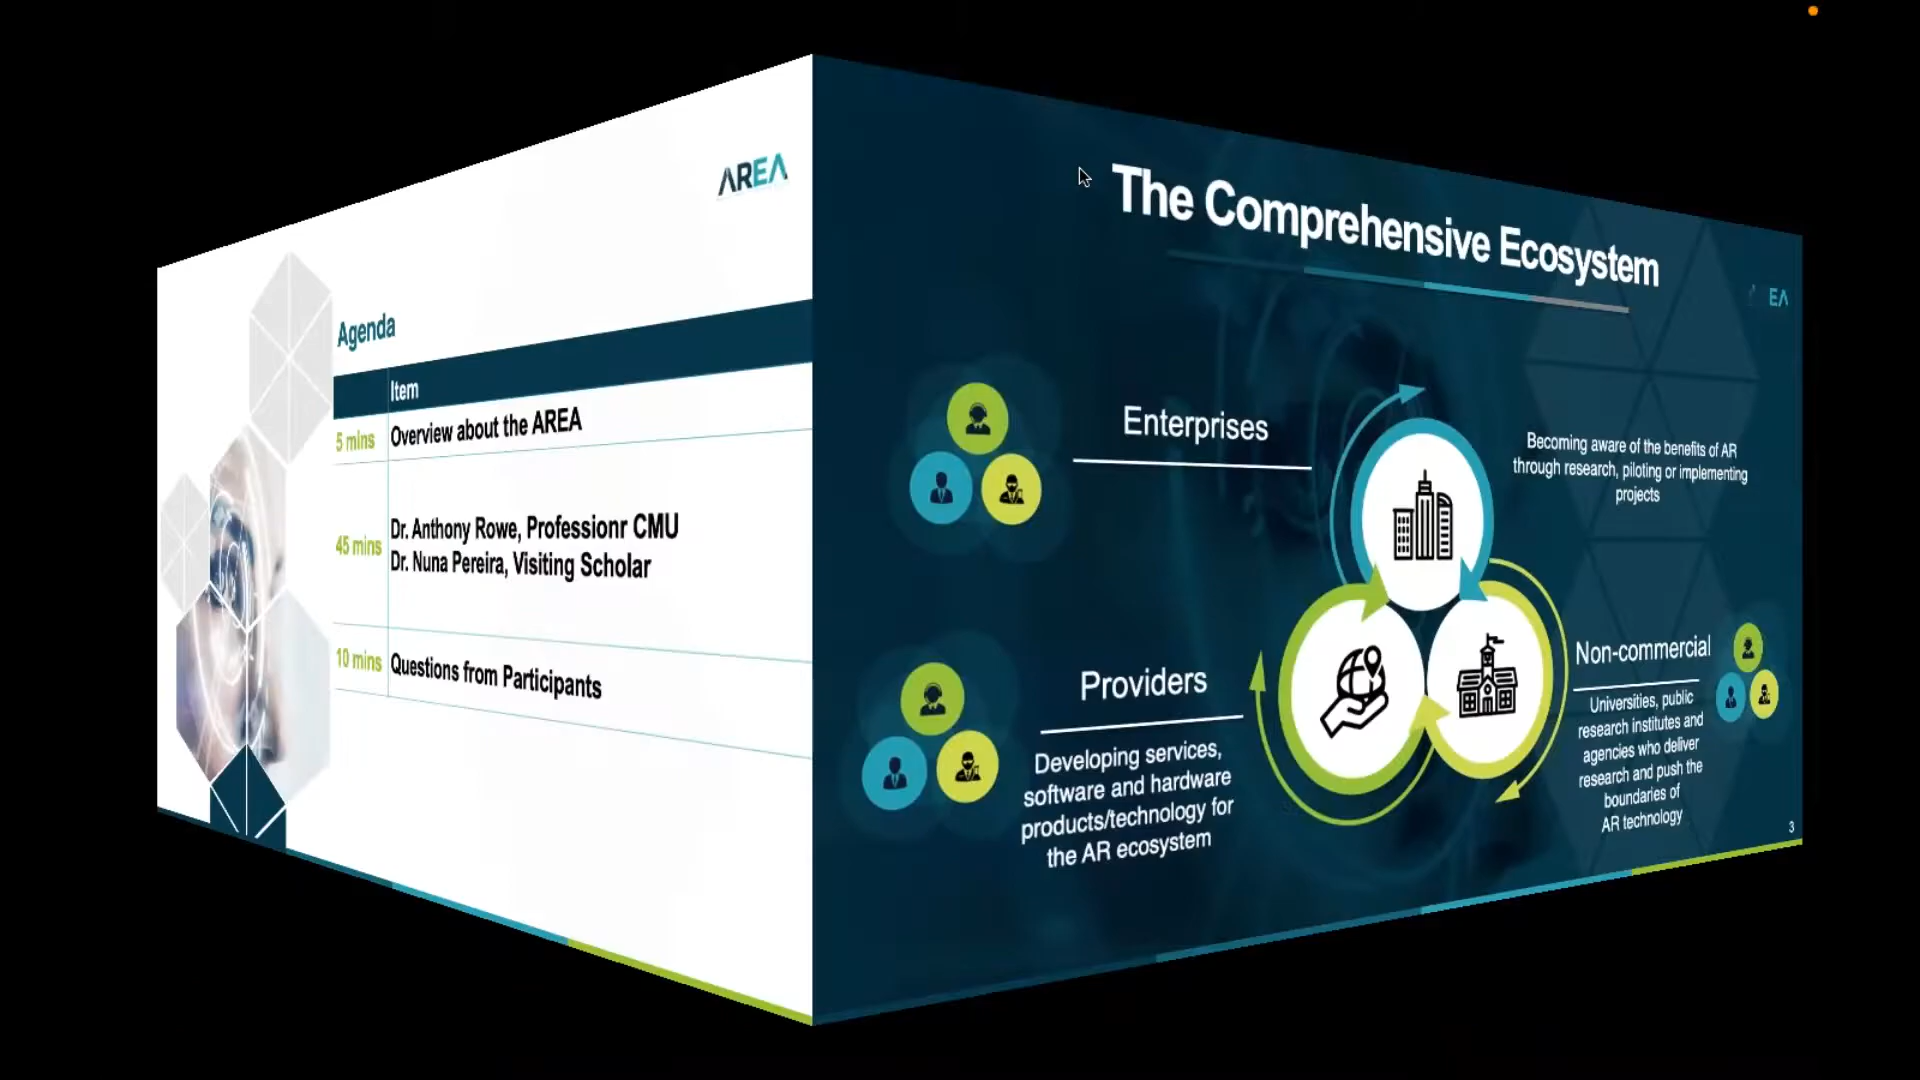 AREA
Agenda
Item
5 mins Overview about the AREA
45 mins
Dr. Anthony Rowe, Professionr CMU
Dr. Nuna Pereira, Visiting Scholar
10 mins Questions from Participants
The Comprehensive Ecosystem
EA
Enterprises
Becoming aware of the benefits of AR
through research, piloting or implementing
projects
Providers
Developing services,
software and hardware
products/technology for
the AR ecosystem
Non-commercial
Universities, public
research institutes and
agencies who deliver
research and push the
boundaries of
AR technology
3